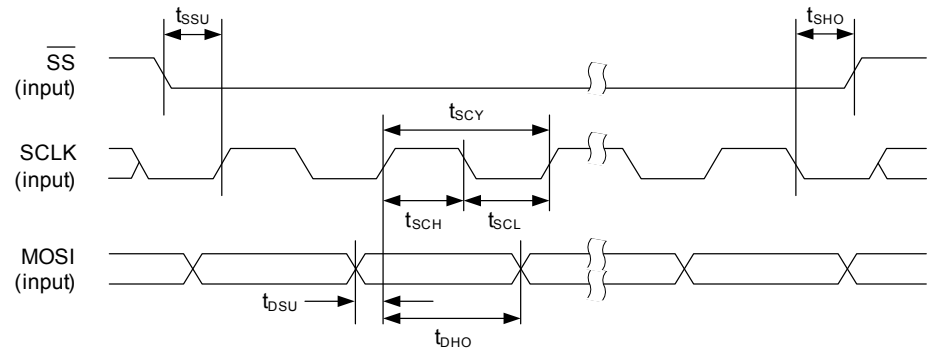 tSSU
tSHO
SS
(input)
tSCY
SCLK
(input)
tSCH
tSCL
MOSI
(input)
tDSU
tDHO